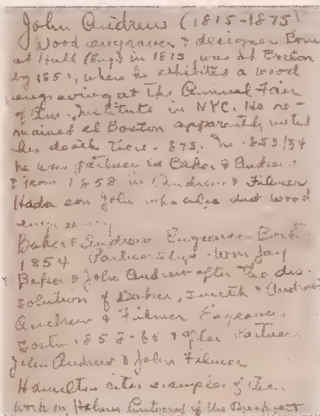 John Andrew (1815-1875)
Wood engraver & designer Born
at Hull Eng. in 1815, was at Boston
by 1851, where he exhibited a wood
engraving at the Annual Fair
of Am. Institute in NYC. He re-
mained at Boston apparently until
his death there 1875. In 1853/54
he was partner in Baker & Andrew
& from 1858 in Andrew & Filmer
Had a son John who also did wood
Baker & Andrew Engravers Bost.
1854 Partnership Wm Jay
Baker & John Andrew after the dis-
solution of Baker, Smith & Andrew
Andrew & Filmer Engravers,
Boston 1858-60 & after Partners
John Andrew & John Filmer
Hamilton cites examples of their
work in Holmes Autocrat of the Breakfast